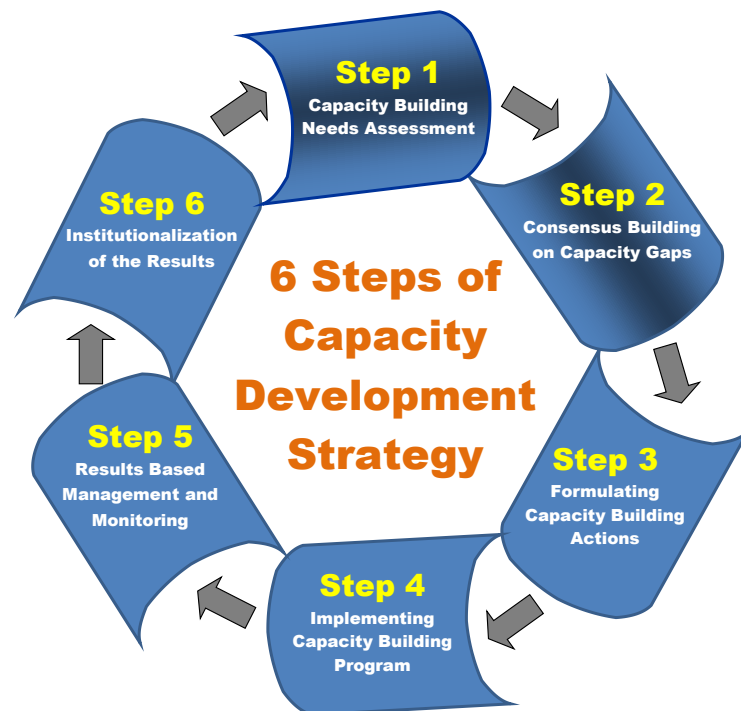 Step 1
Capacity Building
Needs Assessment
Step 2
Consensus Building
on Capacity Gaps
Step 3
Formulating
Capacity Building
Actions
Step 4
Implementing
Capacity Building
Program
Step 5
Results Based
Management and
Monitoring
Step 6
Institutionalization
of the Results
6 Steps of
Capacity
Development
Strategy